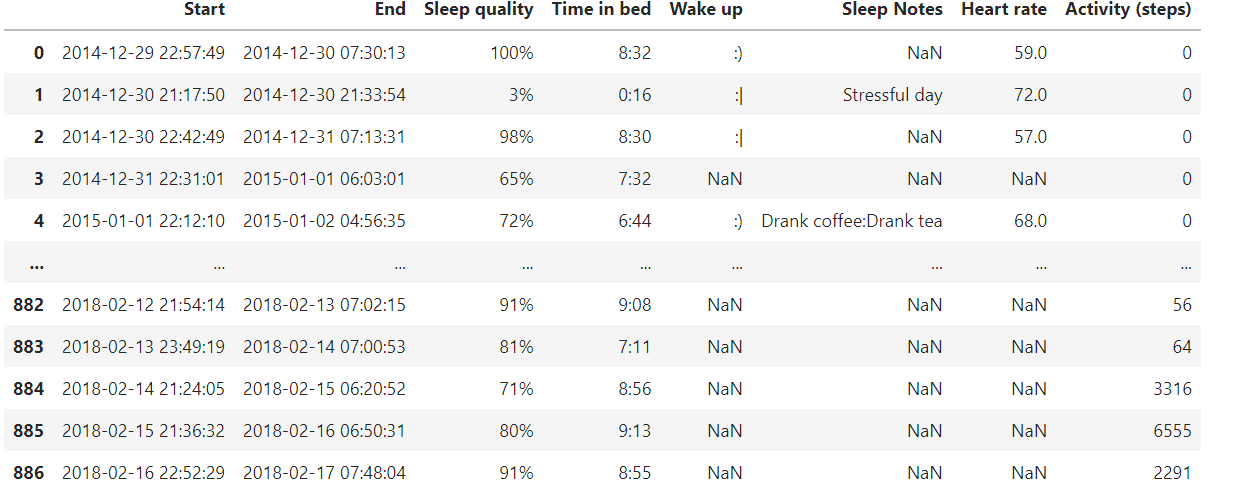 Start End Sleep quality Time in bed Wake up Sleep Notes Heart rate Activity (steps)
0 2014-12-29 22:57:49 2014-12-30 07:30:13 100% 8:32 :) NaN 59.0 0
1 2014-12-30 21:17:50 2014-12-30 21:33:54 3% 0:16 :| Stressful day 72.0 0
2 2014-12-30 22:42:49 2014-12-31 07:13:31 98% 8:30 :| NaN 57.0 0
3 2014-12-31 22:31:01 2015-01-01 06:03:01 65% 7:32 NaN NaN NaN 0
4 2015-01-01 22:12:10 2015-01-02 04:56:35 72% 6:44 :) Drank coffee:Drank tea 68.0 0
... ... ... ... ... ... ... ... ...
882 2018-02-12 21:54:14 2018-02-13 07:02:15 91% 9:08 NaN NaN NaN 56
883 2018-02-13 23:49:19 2018-02-14 07:00:53 81% 7:11 NaN NaN NaN 64
884 2018-02-14 21:24:05 2018-02-15 06:20:52 71% 8:56 NaN NaN NaN 3316
885 2018-02-15 21:36:32 2018-02-16 06:50:31 80% 9:13 NaN NaN NaN 6555
886 2018-02-16 22:52:29 2018-02-17 07:48:04 91% 8:55 NaN NaN NaN 2291